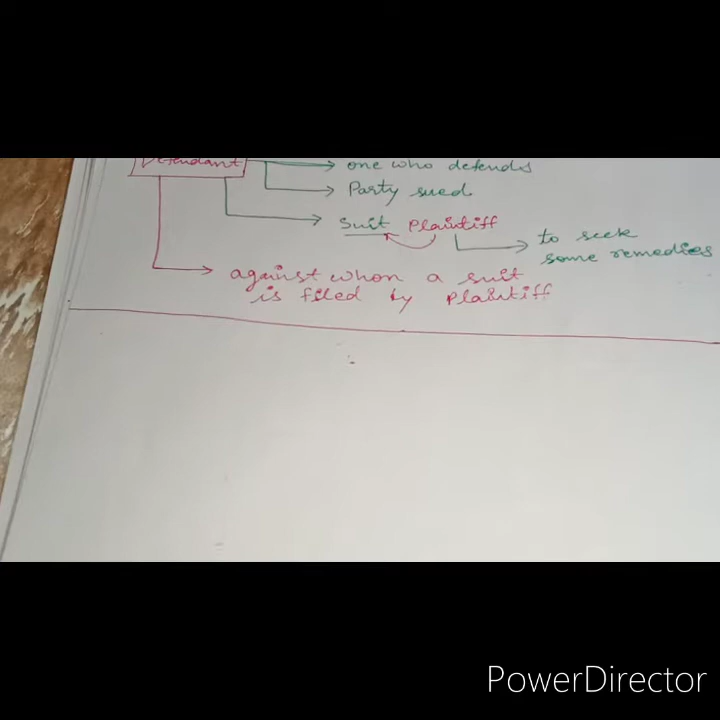 Defendant
one who defends
Party sued
Suit Plaintiff
to seek
some remedies
against whon a suit
is filed by Plaintiff
PowerDirector